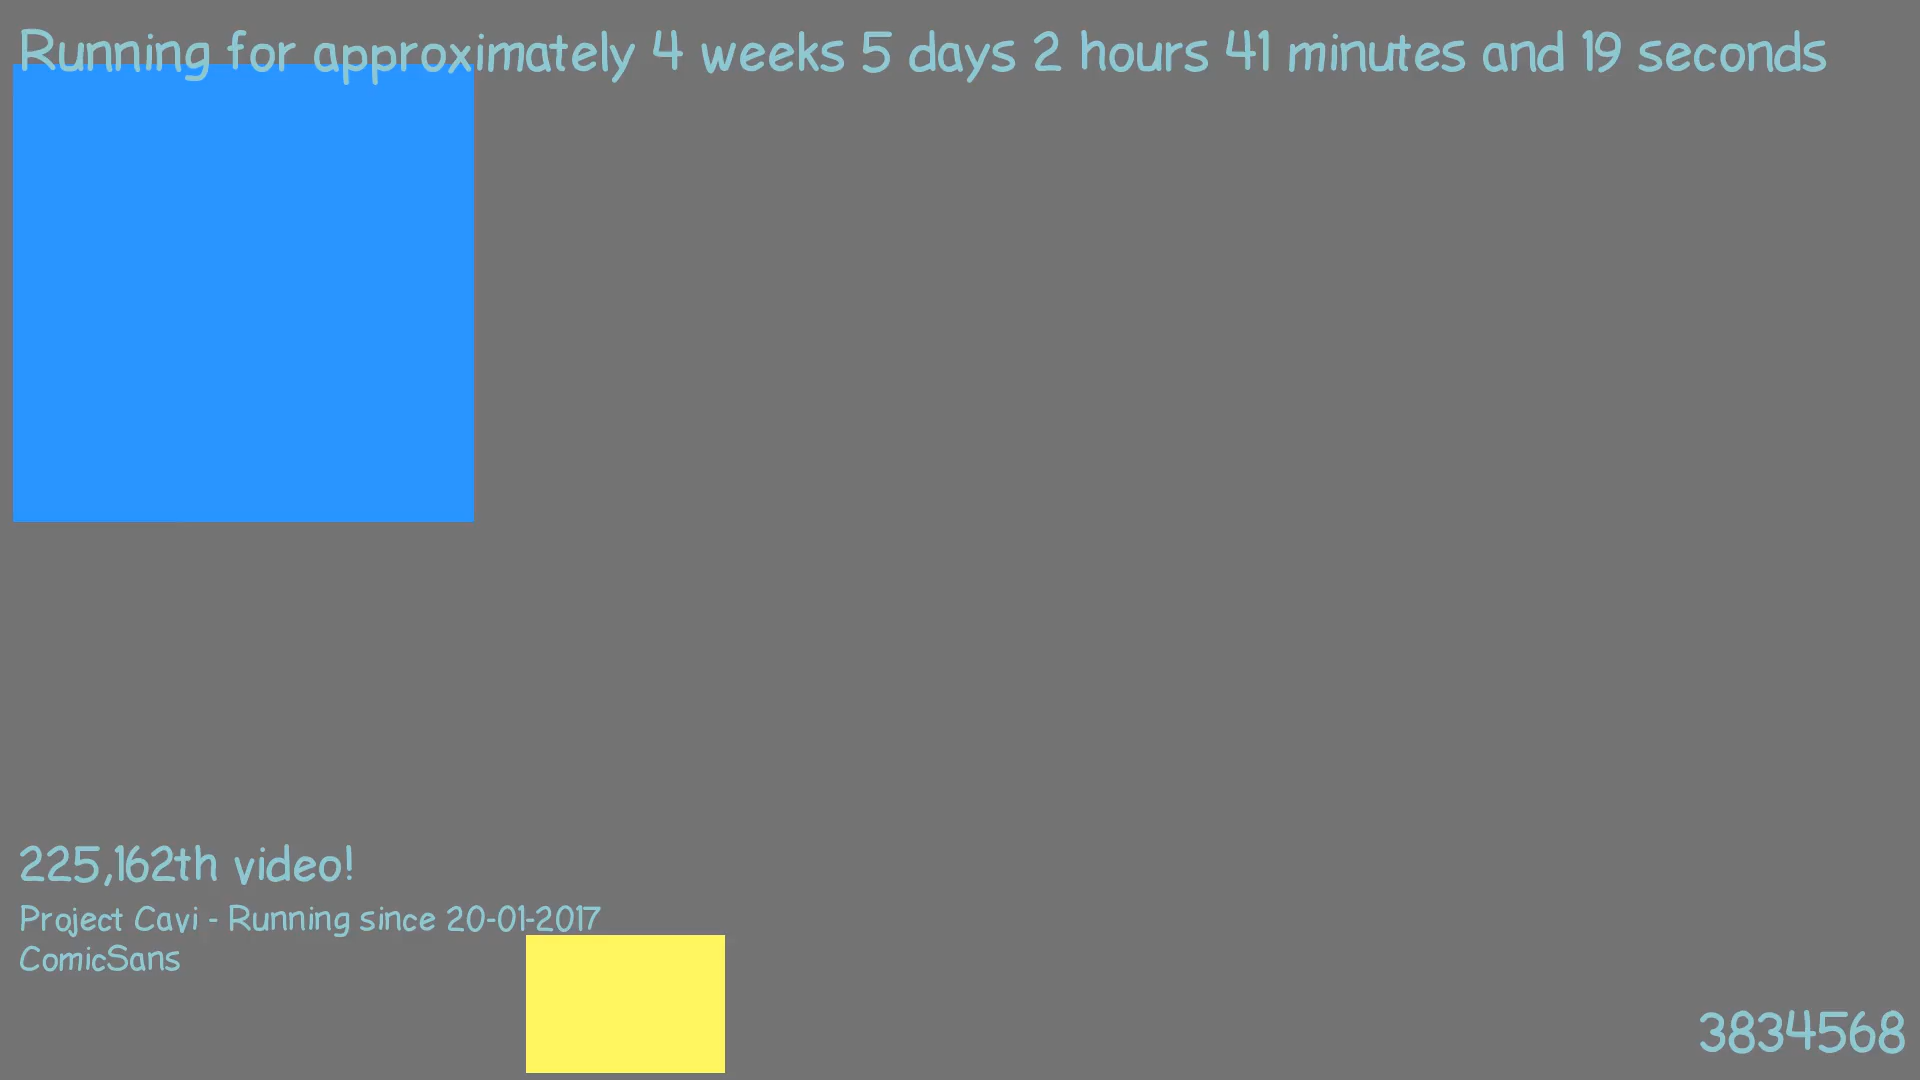 Running for approximately 4 weeks 5 days 2 hours 41 minutes and 19 seconds
225,162th video!
Project Cavi - Running since 20-01-2017
ComicSans
3834568